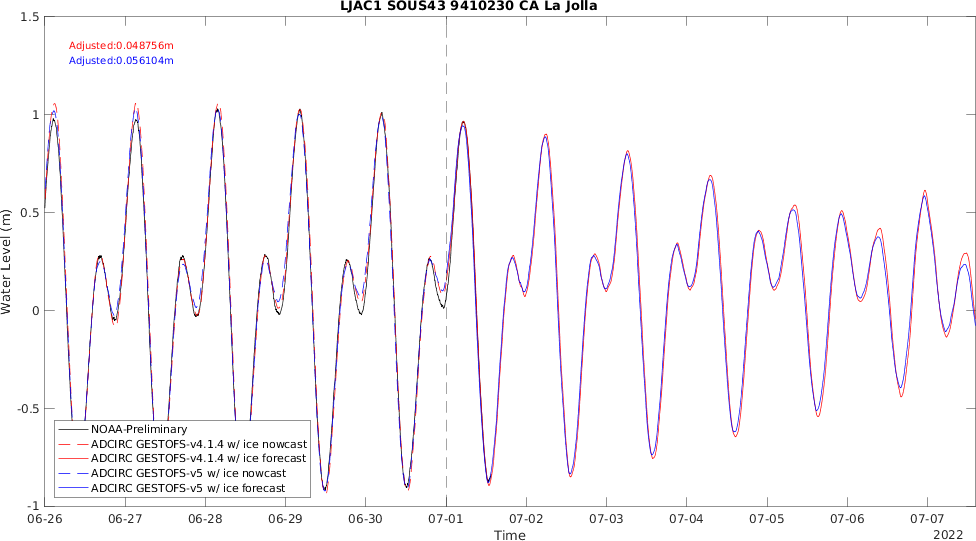 LJAC1 SOUS43 9410230 CA La Jolla
1.5
Adjusted:0.048756m
Adjusted:0.056104m
1
0.5
0
-0.5
-1
Water Level (m)
NOAA-Preliminary
ADCIRC GESTOFS-v4.1.4 w/ ice nowcast
ADCIRC GESTOFS-v4.1.4 w/ ice forecast
ADCIRC GESTOFS-v5 w/ ice nowcast
ADCIRC GESTOFS-v5 w/ ice forecast
06-26 06-27 06-28 06-29 06-30 07-01 07-02 07-03 07-04 07-05 07-06 07-07
Time
2022